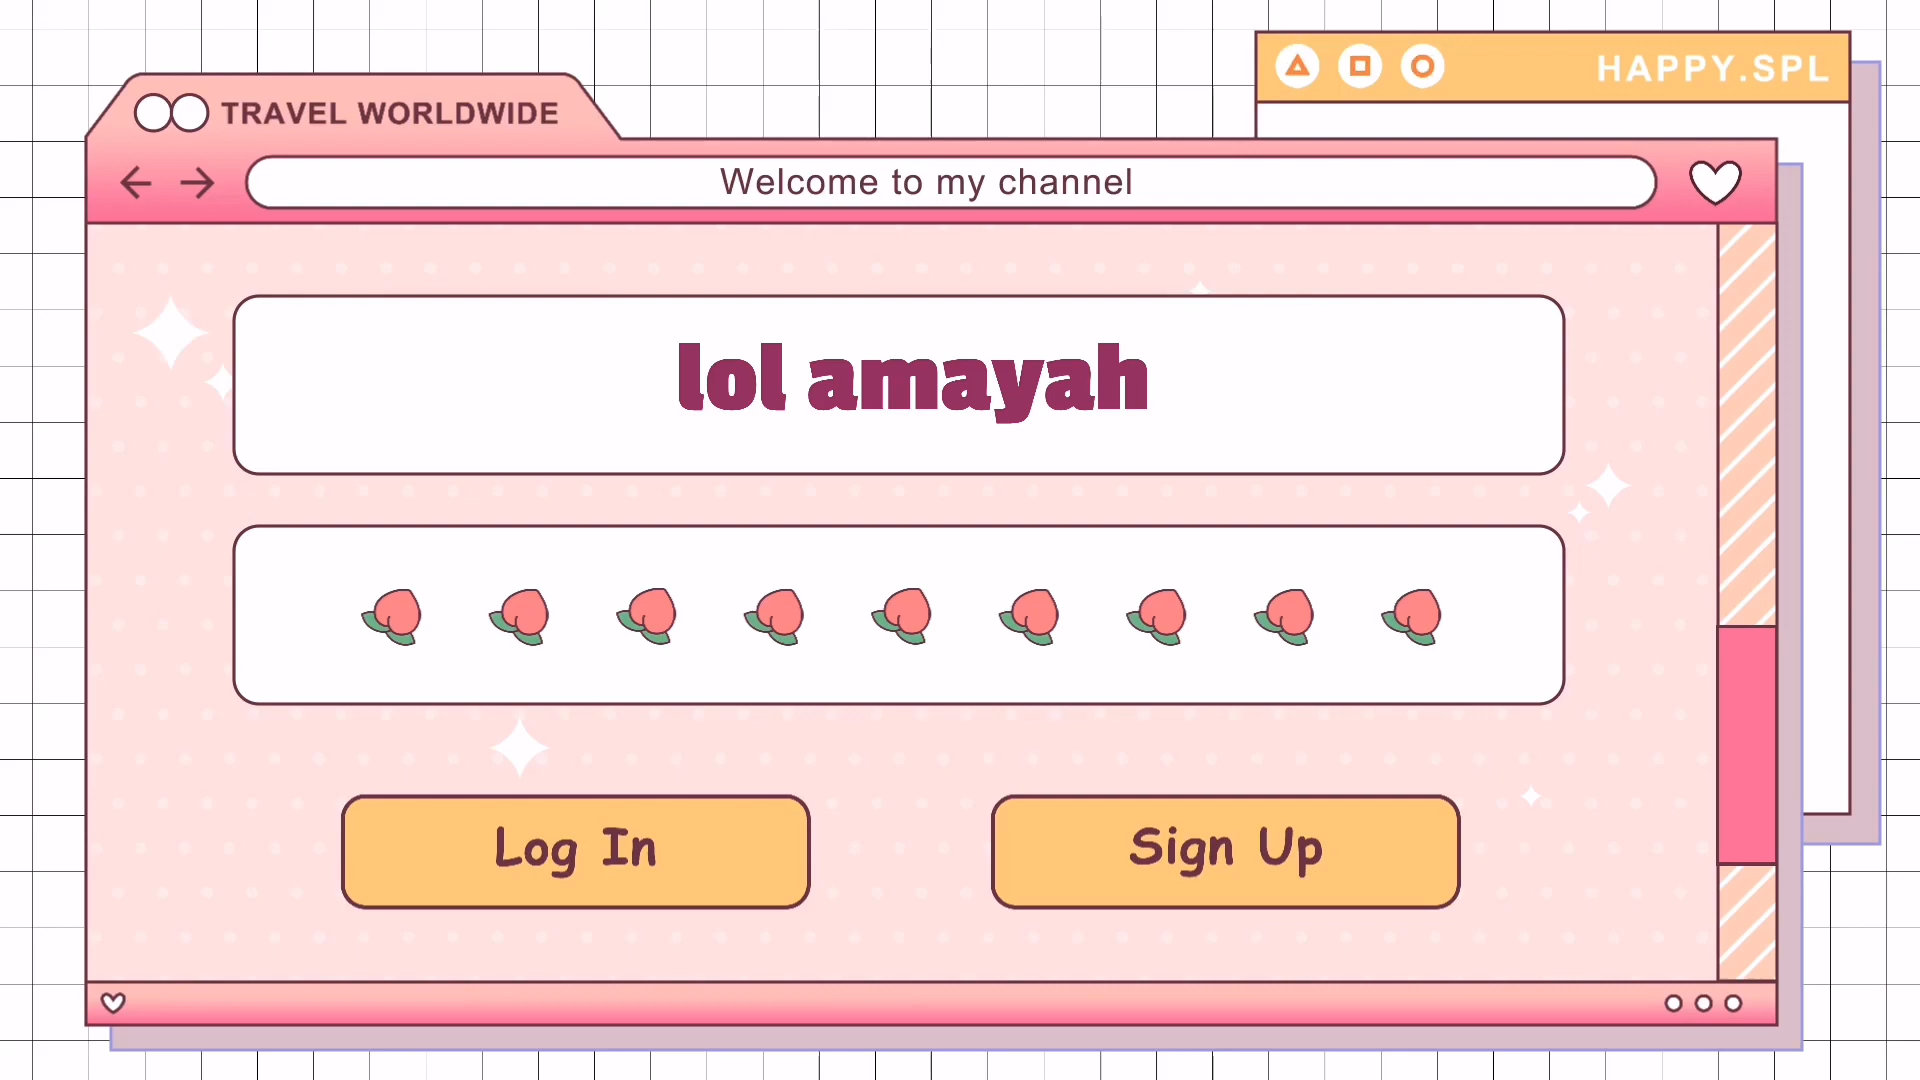 HAPPY.SPL
TRAVEL WORLDWIDE
Welcome to my channel
lol amayah
Log In
Sign Up